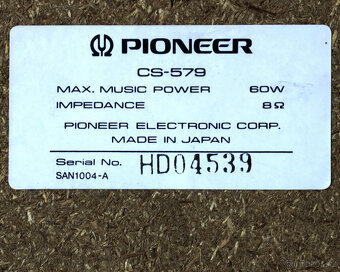 PIONEER
CS-579
MAX. MUSIC POWER 60W
IMPEDANCE 8Ω
PIONEER ELECTRONIC CORP.
MADE IN JAPAN
Serial No. HD04539
SAN1004-A